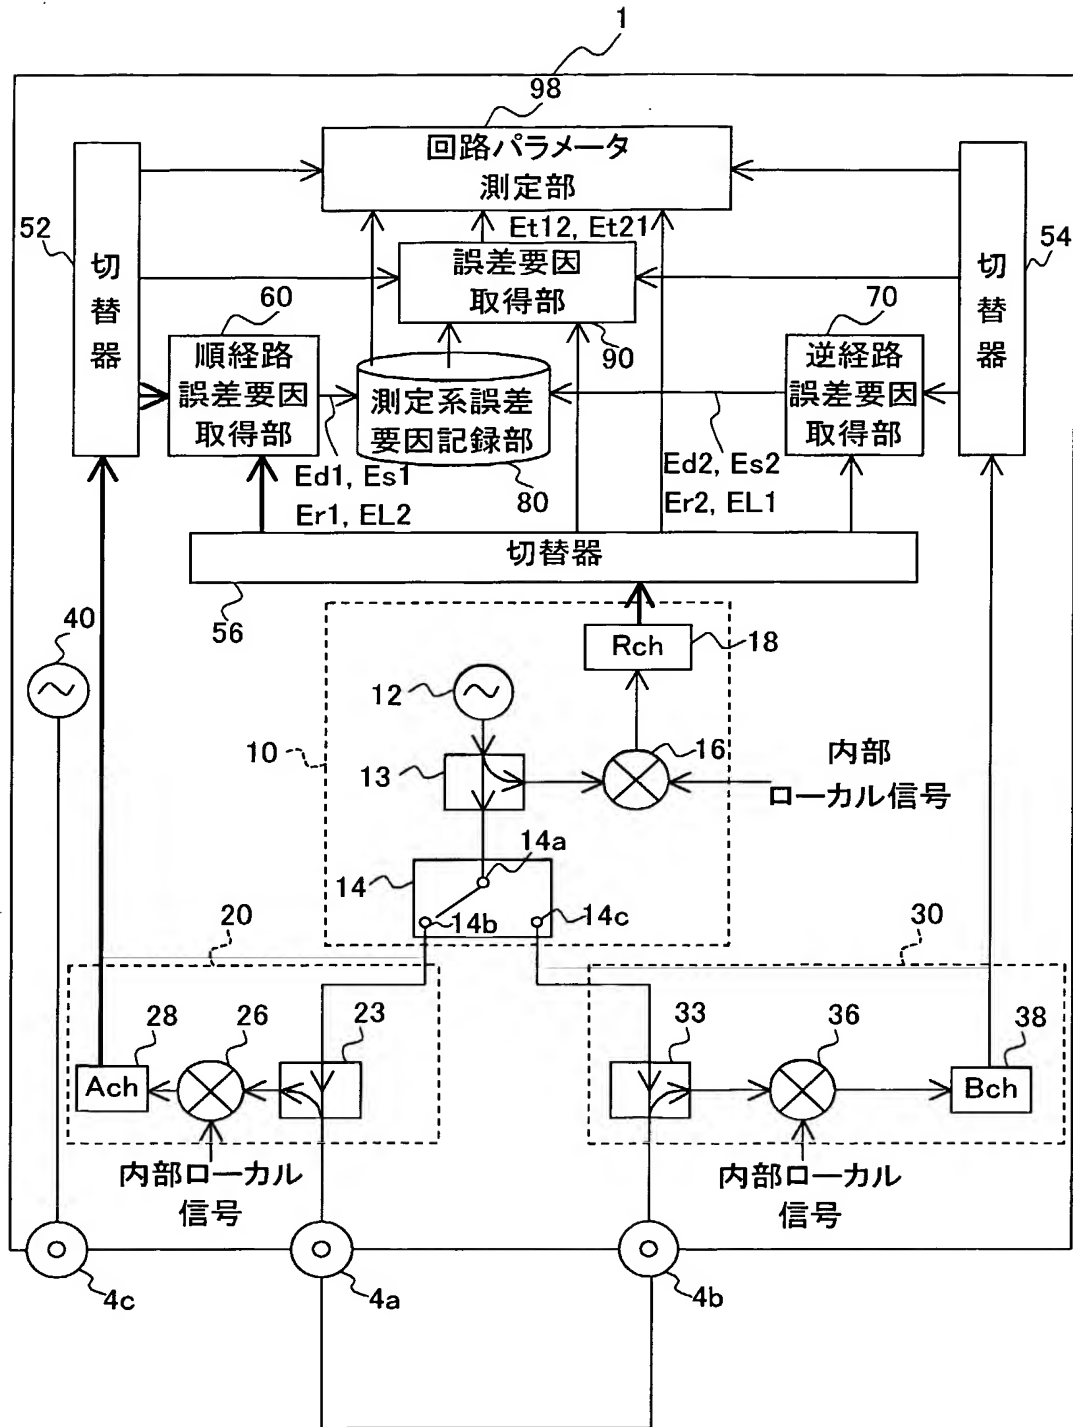 1
98
回路パラメータ
測定部
52
切
替
器
Et12, Et21
54
切
替
器
誤差要因
取得部
90
60
順経路
誤差要因
取得部
70
逆経路
誤差要因
取得部
測定系誤差
要因記録部
80
Ed1, Es1
Er1, EL2
Ed2, Es2
Er2, EL1
切替器
56
40
Rch
18
12
10
13
16
内部
ローカル信号
14
14a
14b
14c
20
30
28
26
23
33
36
38
Ach
Bch
内部ローカル
信号
内部ローカル
信号
4c
4a
4b